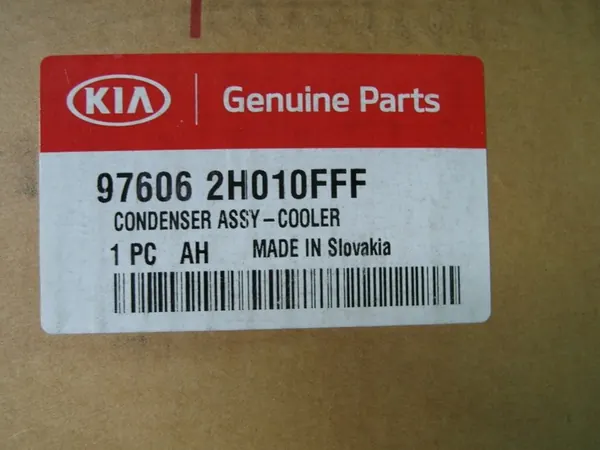 KIA Genuine Parts
97606 2H010FFF
CONDENSER ASSY-COOLER
1 PC AH MADE IN Slovakia